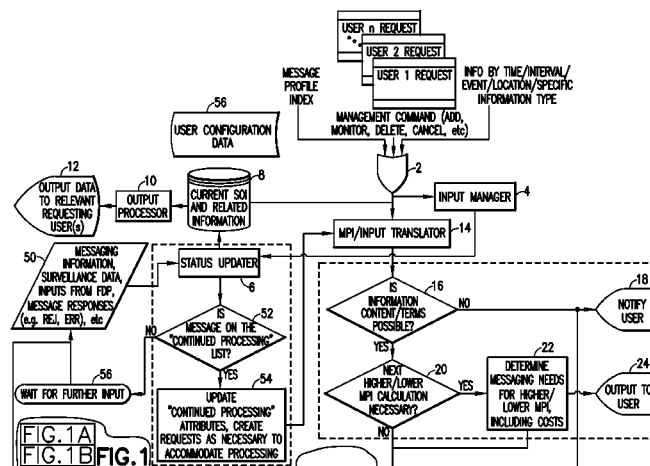 USER n REQUEST
USER 2 REQUEST
USER 1 REQUEST
MESSAGE
PROFILE
INDEX
INFO BY TIME/INTERVAL/
EVENT/LOCATION/SPECIFIC
INFORMATION TYPE
MANAGEMENT COMMAND (ADD,
MONITOR, DELETE, CANCEL, etc)
56
USER CONFIGURATION
DATA
2
12
OUTPUT DATA
TO RELEVANT
REQUESTING
USER(s)
10
OUTPUT
PROCESSOR
8
CURRENT SOI
AND RELATED
INFORMATION
INPUT MANAGER
4
MPI/INPUT TRANSLATOR
14
50
MESSAGING
INFORMATION,
SURVEILLANCE DATA,
INPUTS FROM FDP,
MESSAGE RESPONSES
(e.g. REJ, ERR), etc
STATUS UPDATER
6
IS
MESSAGE ON THE
"CONTINUED PROCESSING"
LIST?
52
NO
YES
54
UPDATE
"CONTINUED PROCESSING"
ATTRIBUTES, CREATE
REQUESTS AS NECESSARY TO
ACCOMMODATE PROCESSING
56
WAIT FOR FURTHER INPUT
IS
INFORMATION
CONTENT/TERMS
POSSIBLE?
16
NO
YES
18
NOTIFY
USER
NEXT
HIGHER/LOWER
MPI CALCULATION
NECESSARY?
20
YES
NO
22
DETERMINE
MESSAGING NEEDS
FOR HIGHER/
LOWER MPI,
INCLUDING COSTS
24
OUTPUT TO
USER
FIG.1A
FIG.1B
FIG.1